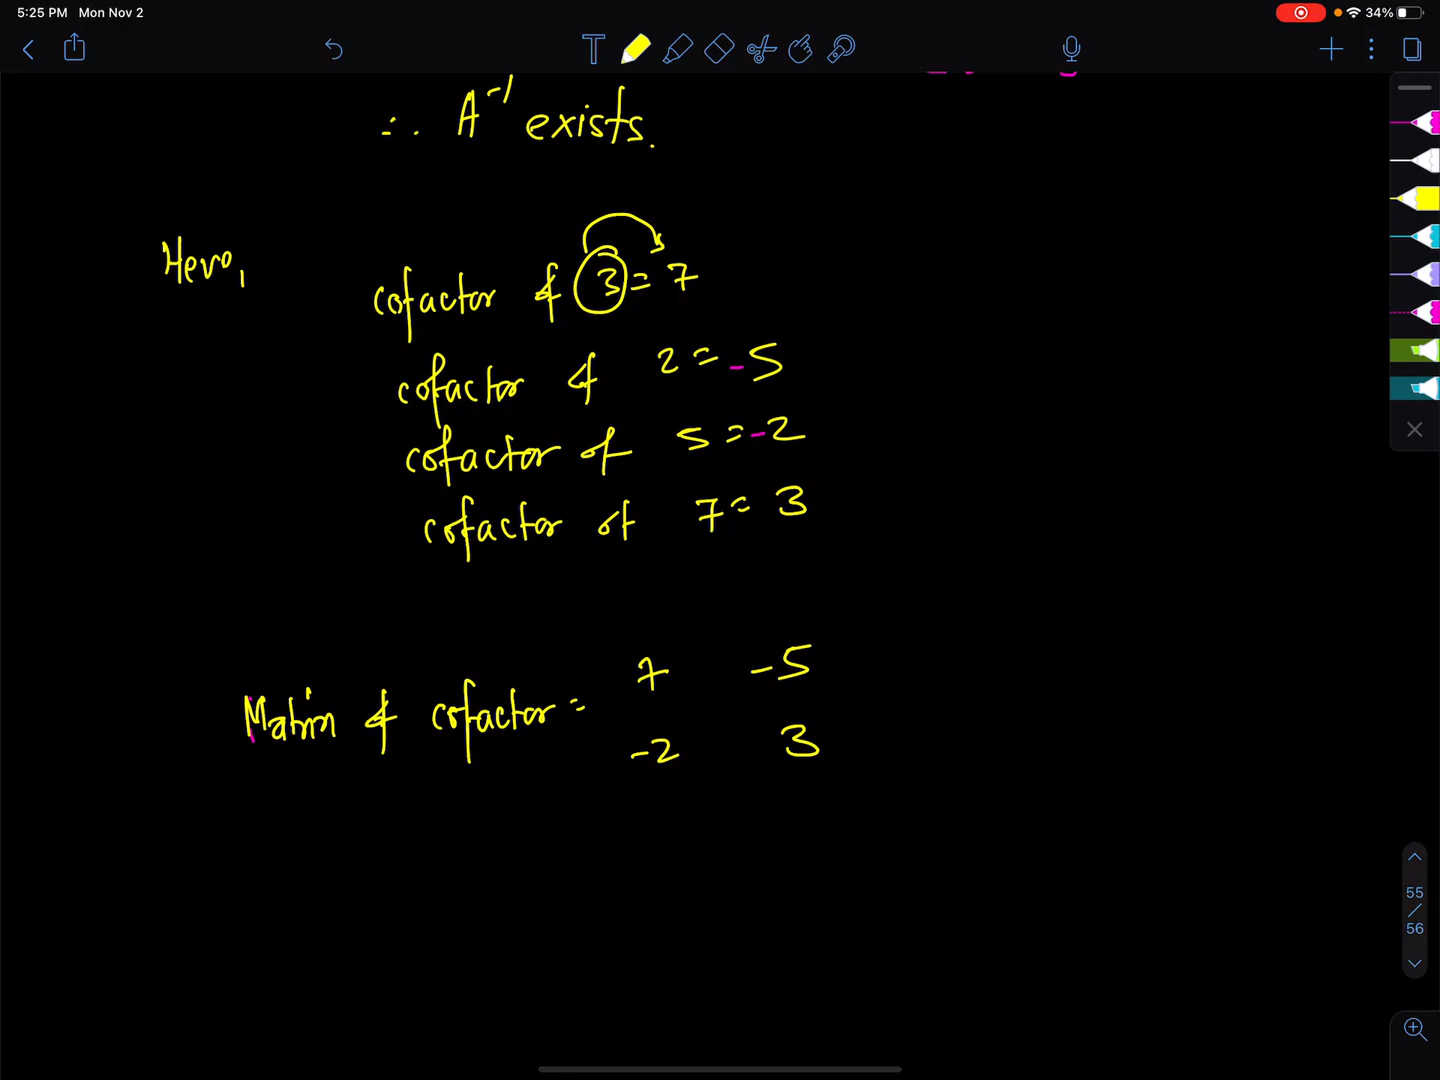 5:25 PM Mon Nov 2
34%
T
∴ A⁻¹ exists.
Here,
cofactor of 3 = 7
cofactor of 2 = -5
cofactor of 5 = -2
cofactor of 7 = 3
Matrix of cofactor =
7 -5
-2 3
55
/
56